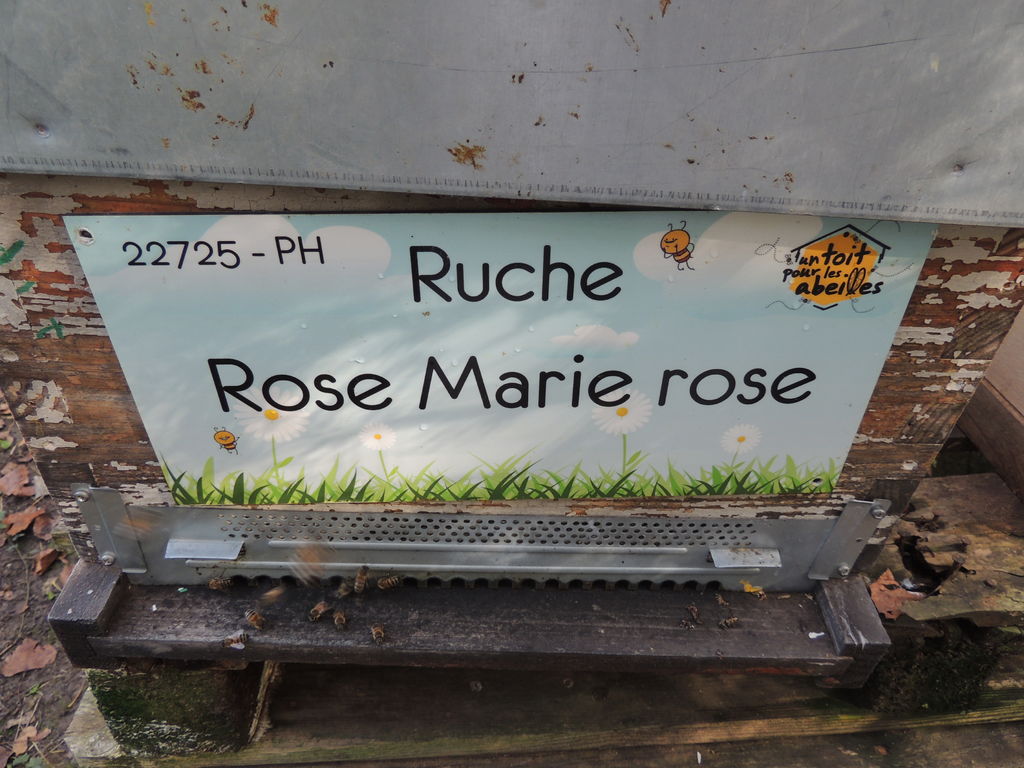 22725 - PH
Ruche
Rose Marie rose
un toit
pour les
abeilles